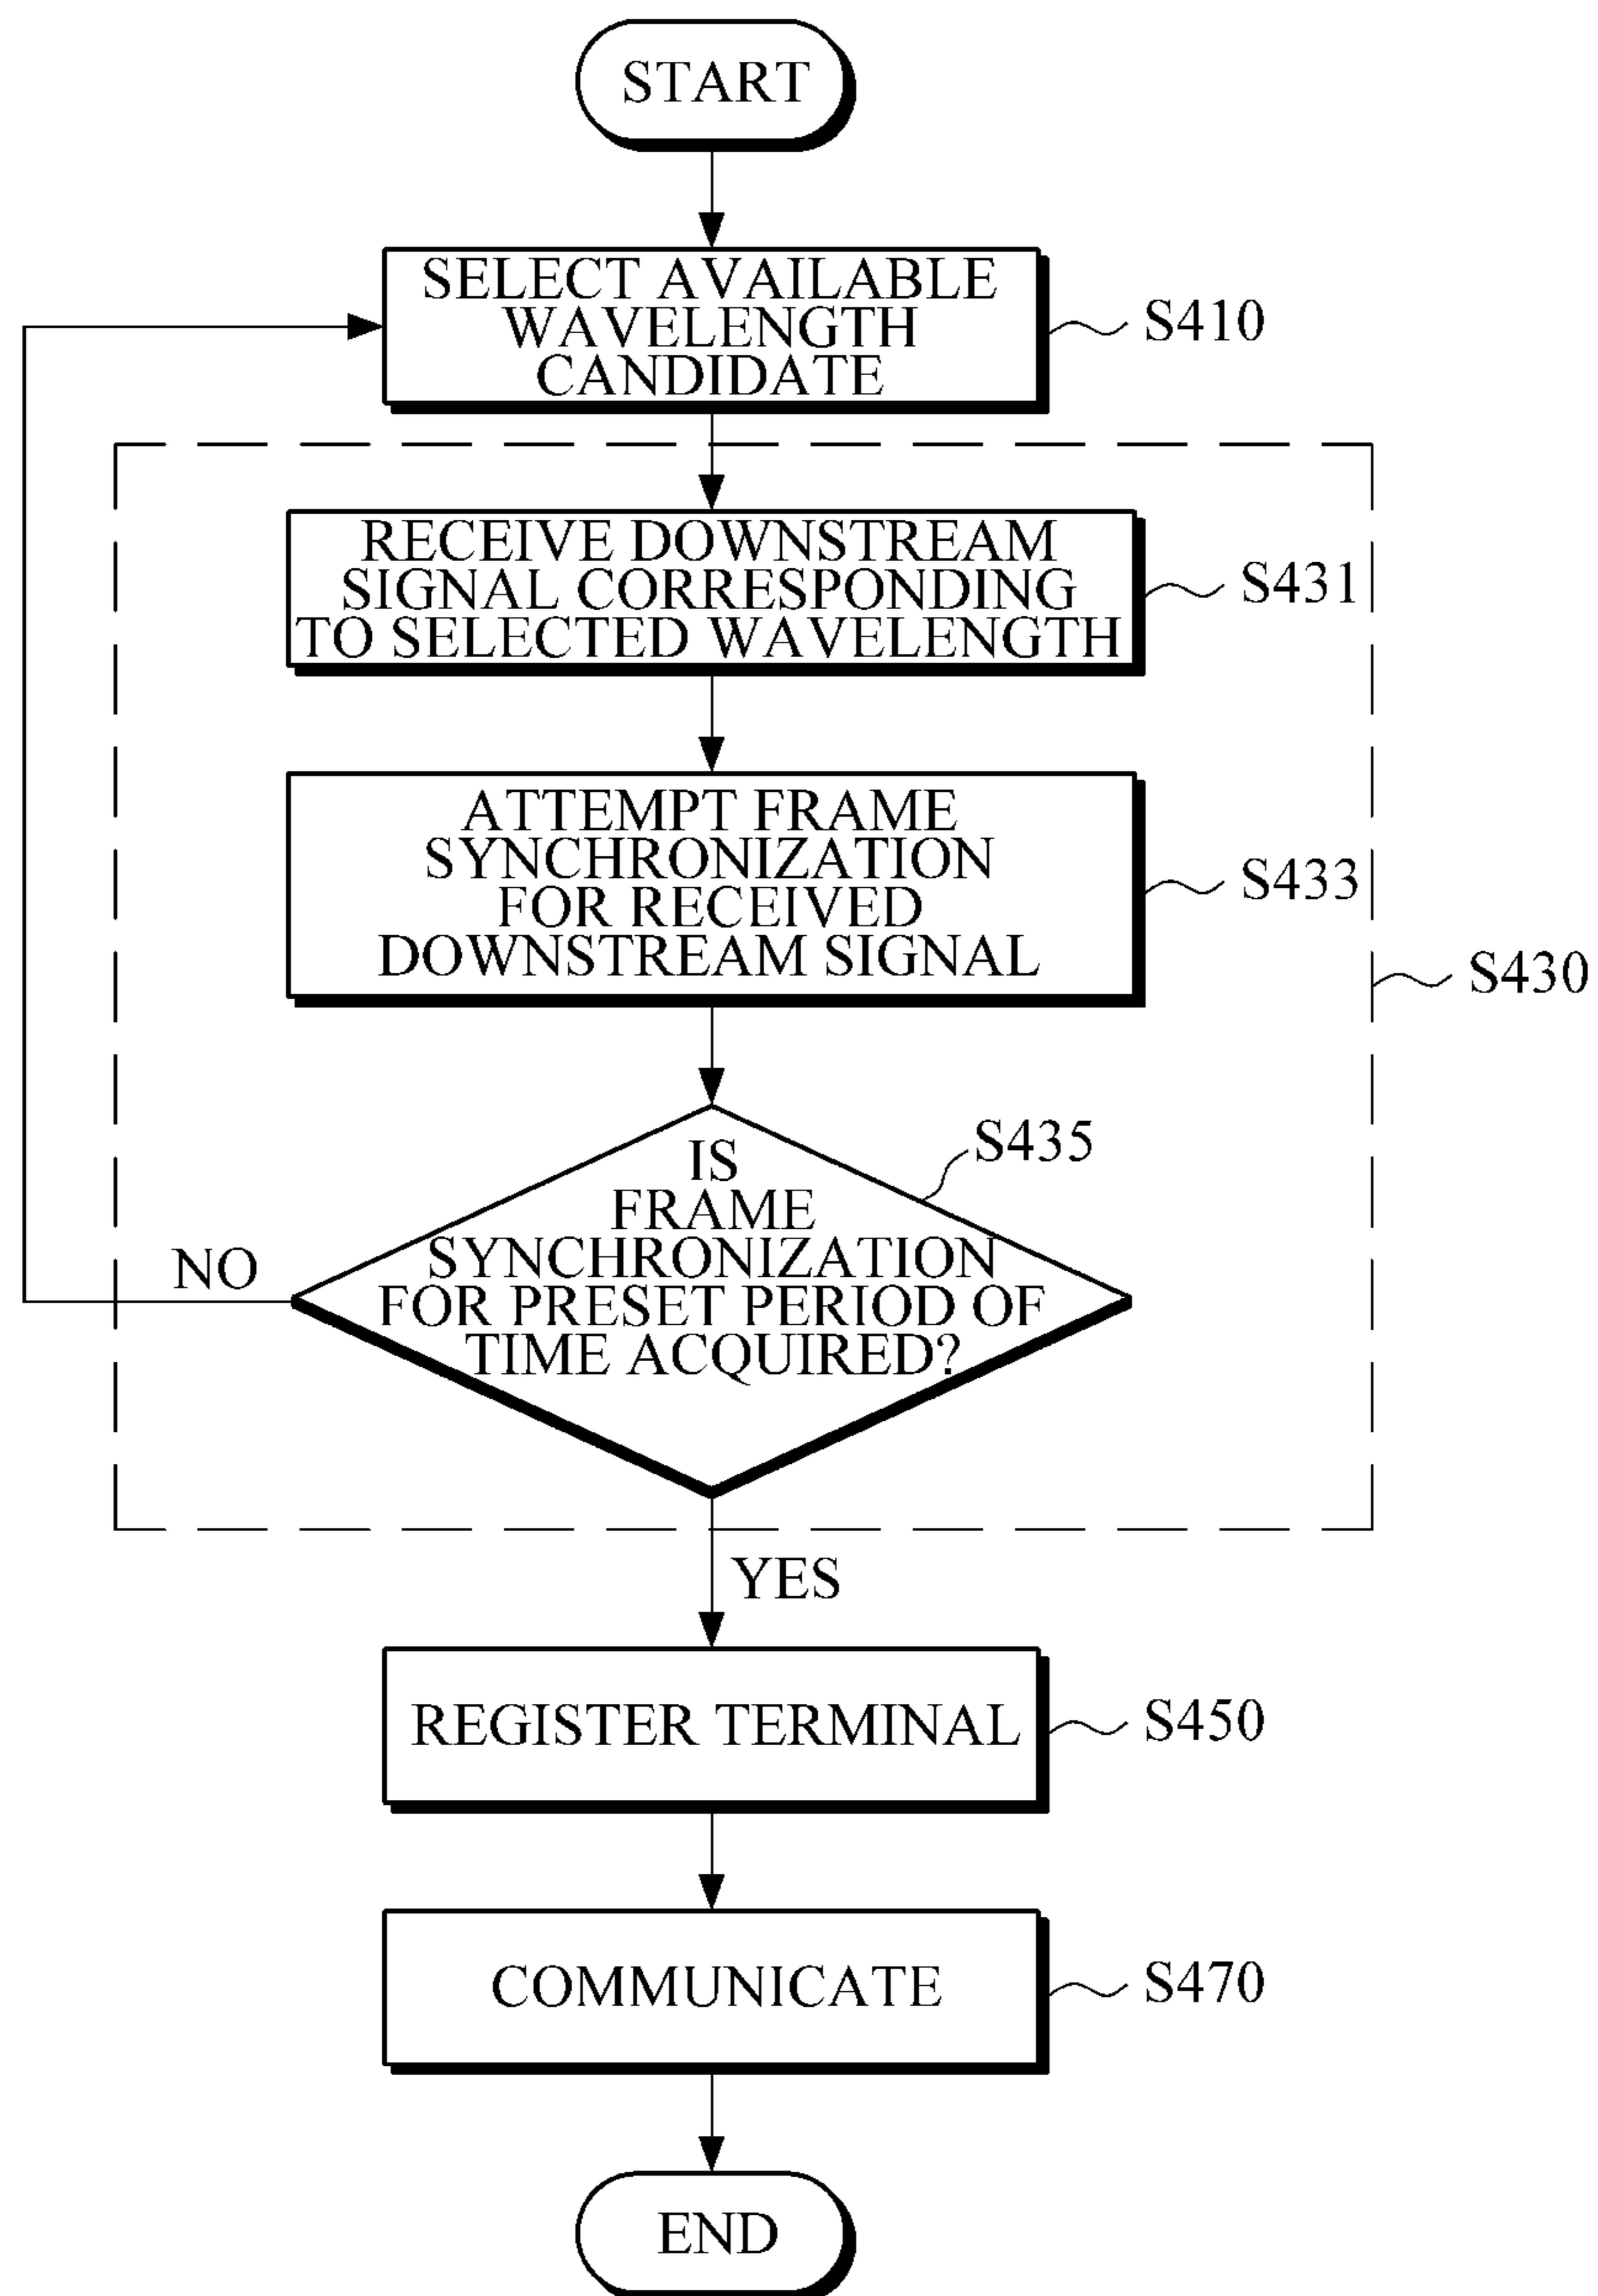 START
SELECT AVAILABLE
WAVELENGTH
CANDIDATE
S410
RECEIVE DOWNSTREAM
SIGNAL CORRESPONDING
TO SELECTED WAVELENGTH
S431
ATTEMPT FRAME
SYNCHRONIZATION
FOR RECEIVED
DOWNSTREAM SIGNAL
S433
S430
IS
FRAME
SYNCHRONIZATION
FOR PRESET PERIOD OF
TIME ACQUIRED?
S435
NO
YES
REGISTER TERMINAL
S450
COMMUNICATE
S470
END